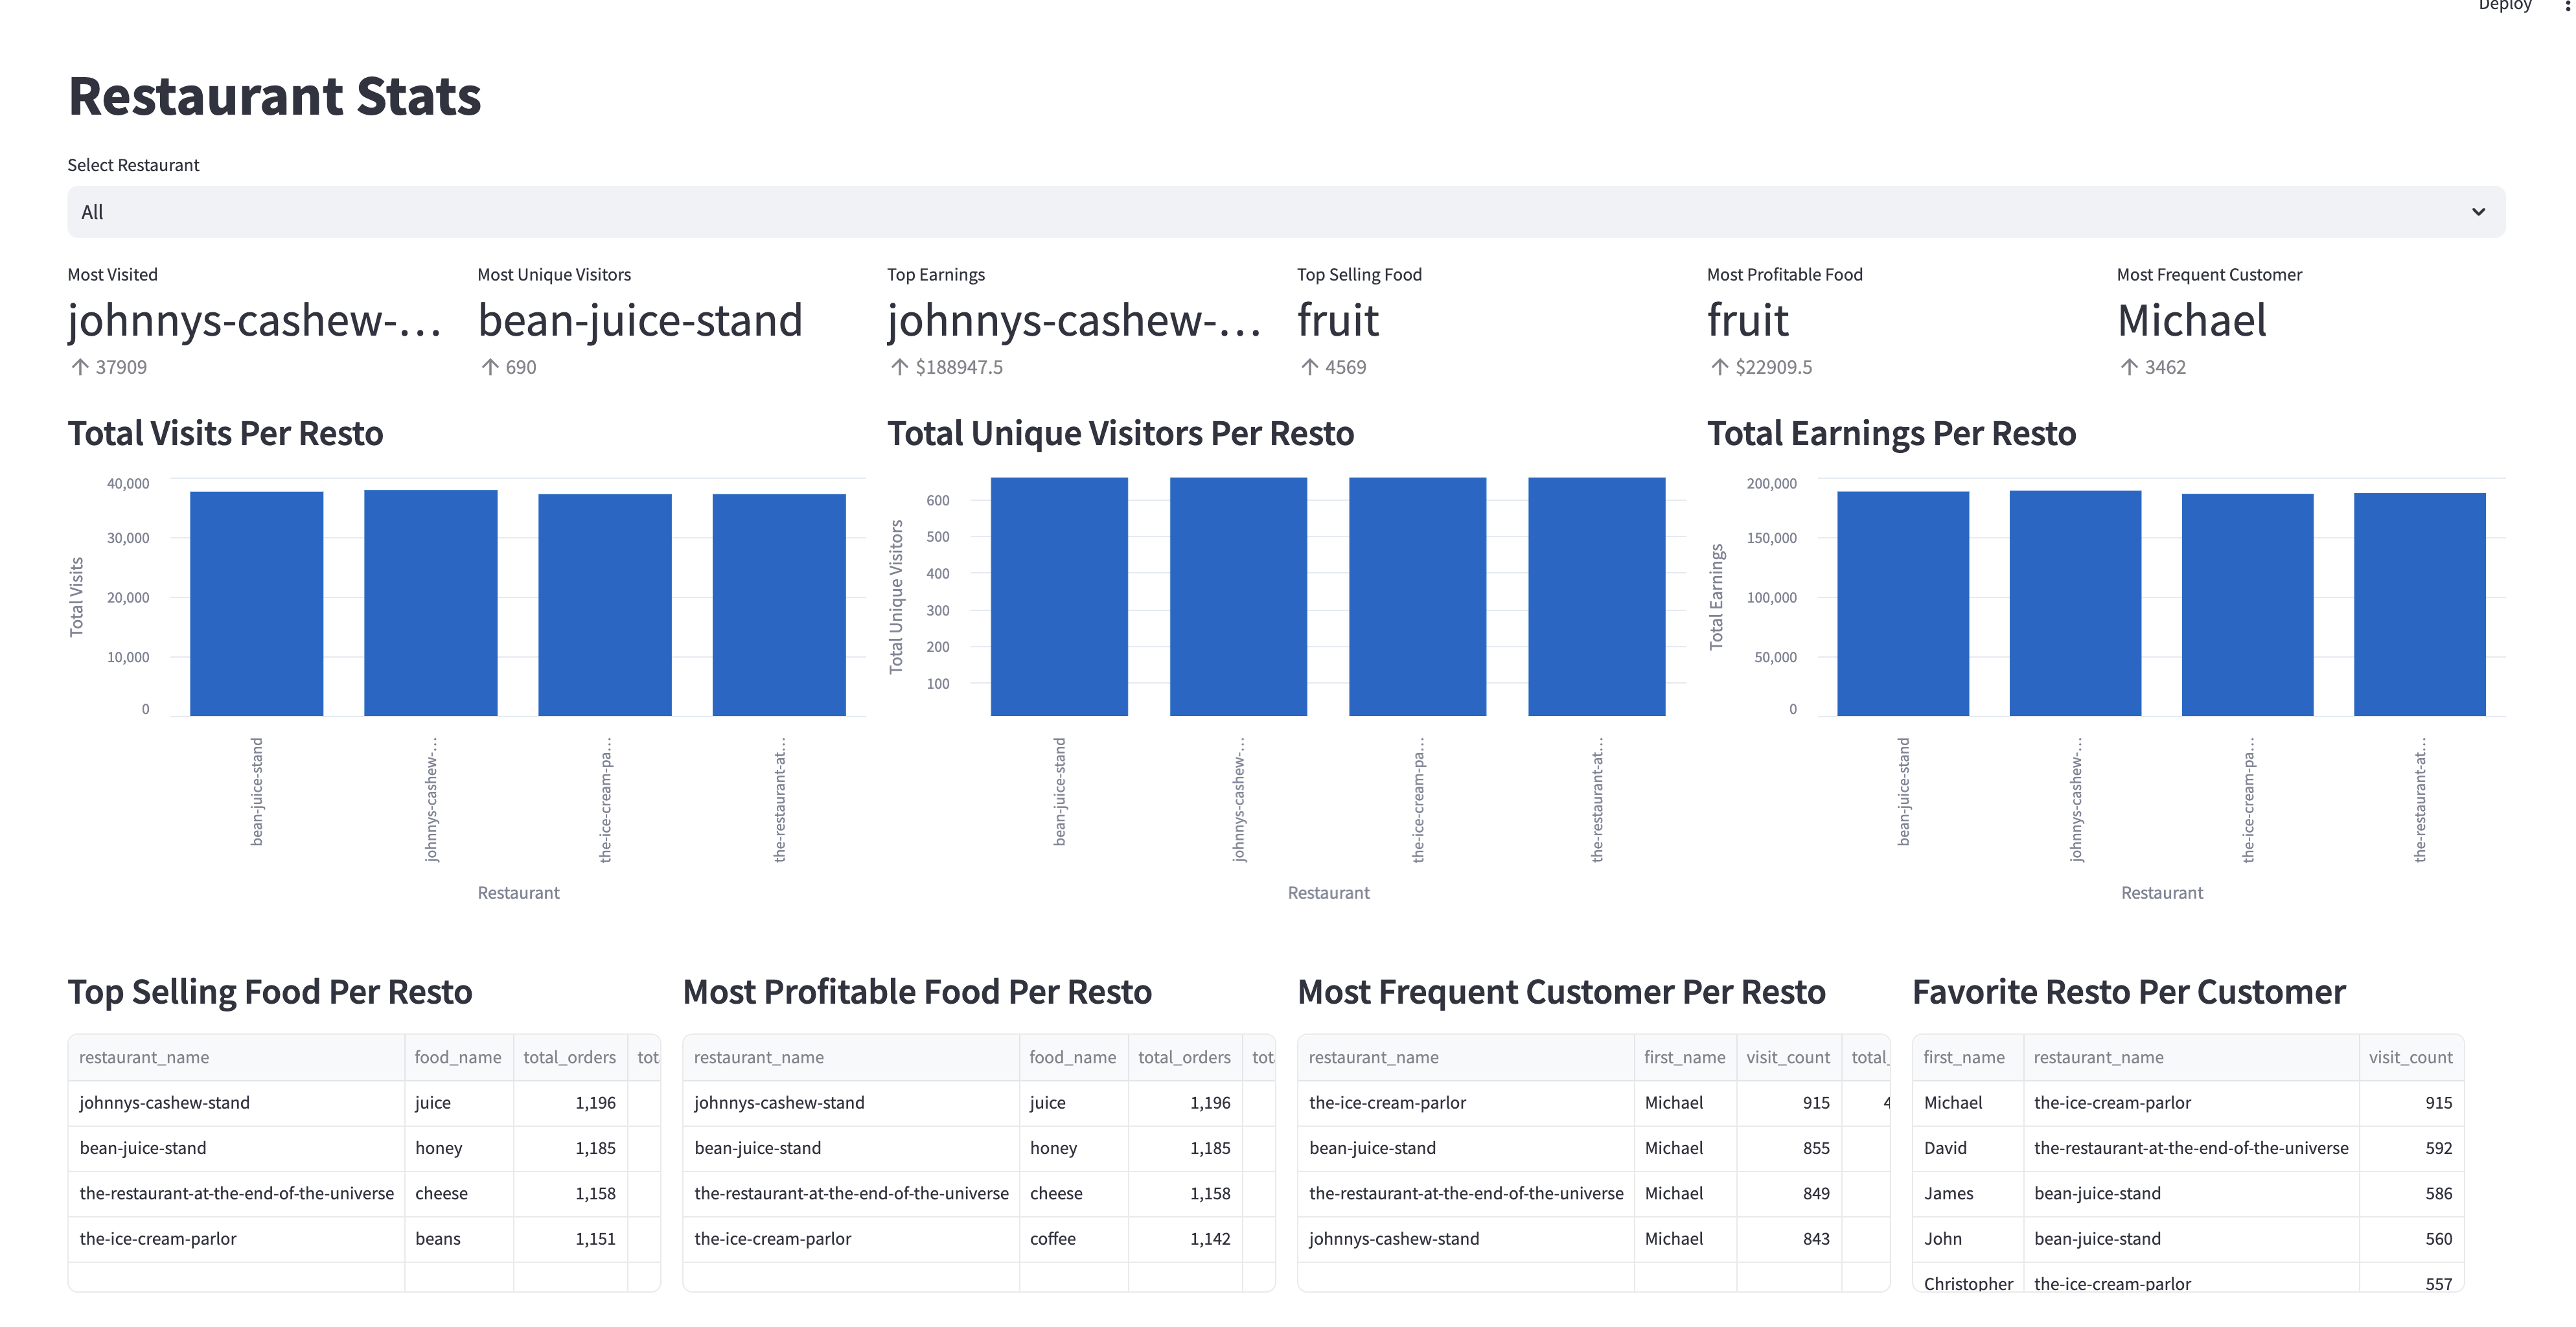 Deploy
Restaurant Stats
Select Restaurant
All
Most Visited
johnnys-cashew-…
37909
Most Unique Visitors
bean-juice-stand
690
Top Earnings
johnnys-cashew-…
$188947.5
Top Selling Food
fruit
4569
Most Profitable Food
fruit
$22909.5
Most Frequent Customer
Michael
3462
Total Visits Per Resto
Total Visits
40,000
30,000
20,000
10,000
0
bean-juice-stand
johnnys-cashew-…
the-ice-cream-pa…
the-restaurant-at…
Restaurant
Total Unique Visitors Per Resto
Total Unique Visitors
600
500
400
300
200
100
bean-juice-stand
johnnys-cashew-…
the-ice-cream-pa…
the-restaurant-at…
Restaurant
Total Earnings Per Resto
Total Earnings
200,000
150,000
100,000
50,000
0
bean-juice-stand
johnnys-cashew-…
the-ice-cream-pa…
the-restaurant-at…
Restaurant
Top Selling Food Per Resto
restaurant_name food_name total_orders tot
johnnys-cashew-stand juice 1,196
bean-juice-stand honey 1,185
the-restaurant-at-the-end-of-the-universe cheese 1,158
the-ice-cream-parlor beans 1,151
Most Profitable Food Per Resto
restaurant_name food_name total_orders tot
johnnys-cashew-stand juice 1,196
bean-juice-stand honey 1,185
the-restaurant-at-the-end-of-the-universe cheese 1,158
the-ice-cream-parlor coffee 1,142
Most Frequent Customer Per Resto
restaurant_name first_name visit_count total_
the-ice-cream-parlor Michael 915 4
bean-juice-stand Michael 855
the-restaurant-at-the-end-of-the-universe Michael 849
johnnys-cashew-stand Michael 843
Favorite Resto Per Customer
first_name restaurant_name visit_count
Michael the-ice-cream-parlor 915
David the-restaurant-at-the-end-of-the-universe 592
James bean-juice-stand 586
John bean-juice-stand 560
Christopher the-ice-cream-parlor 557